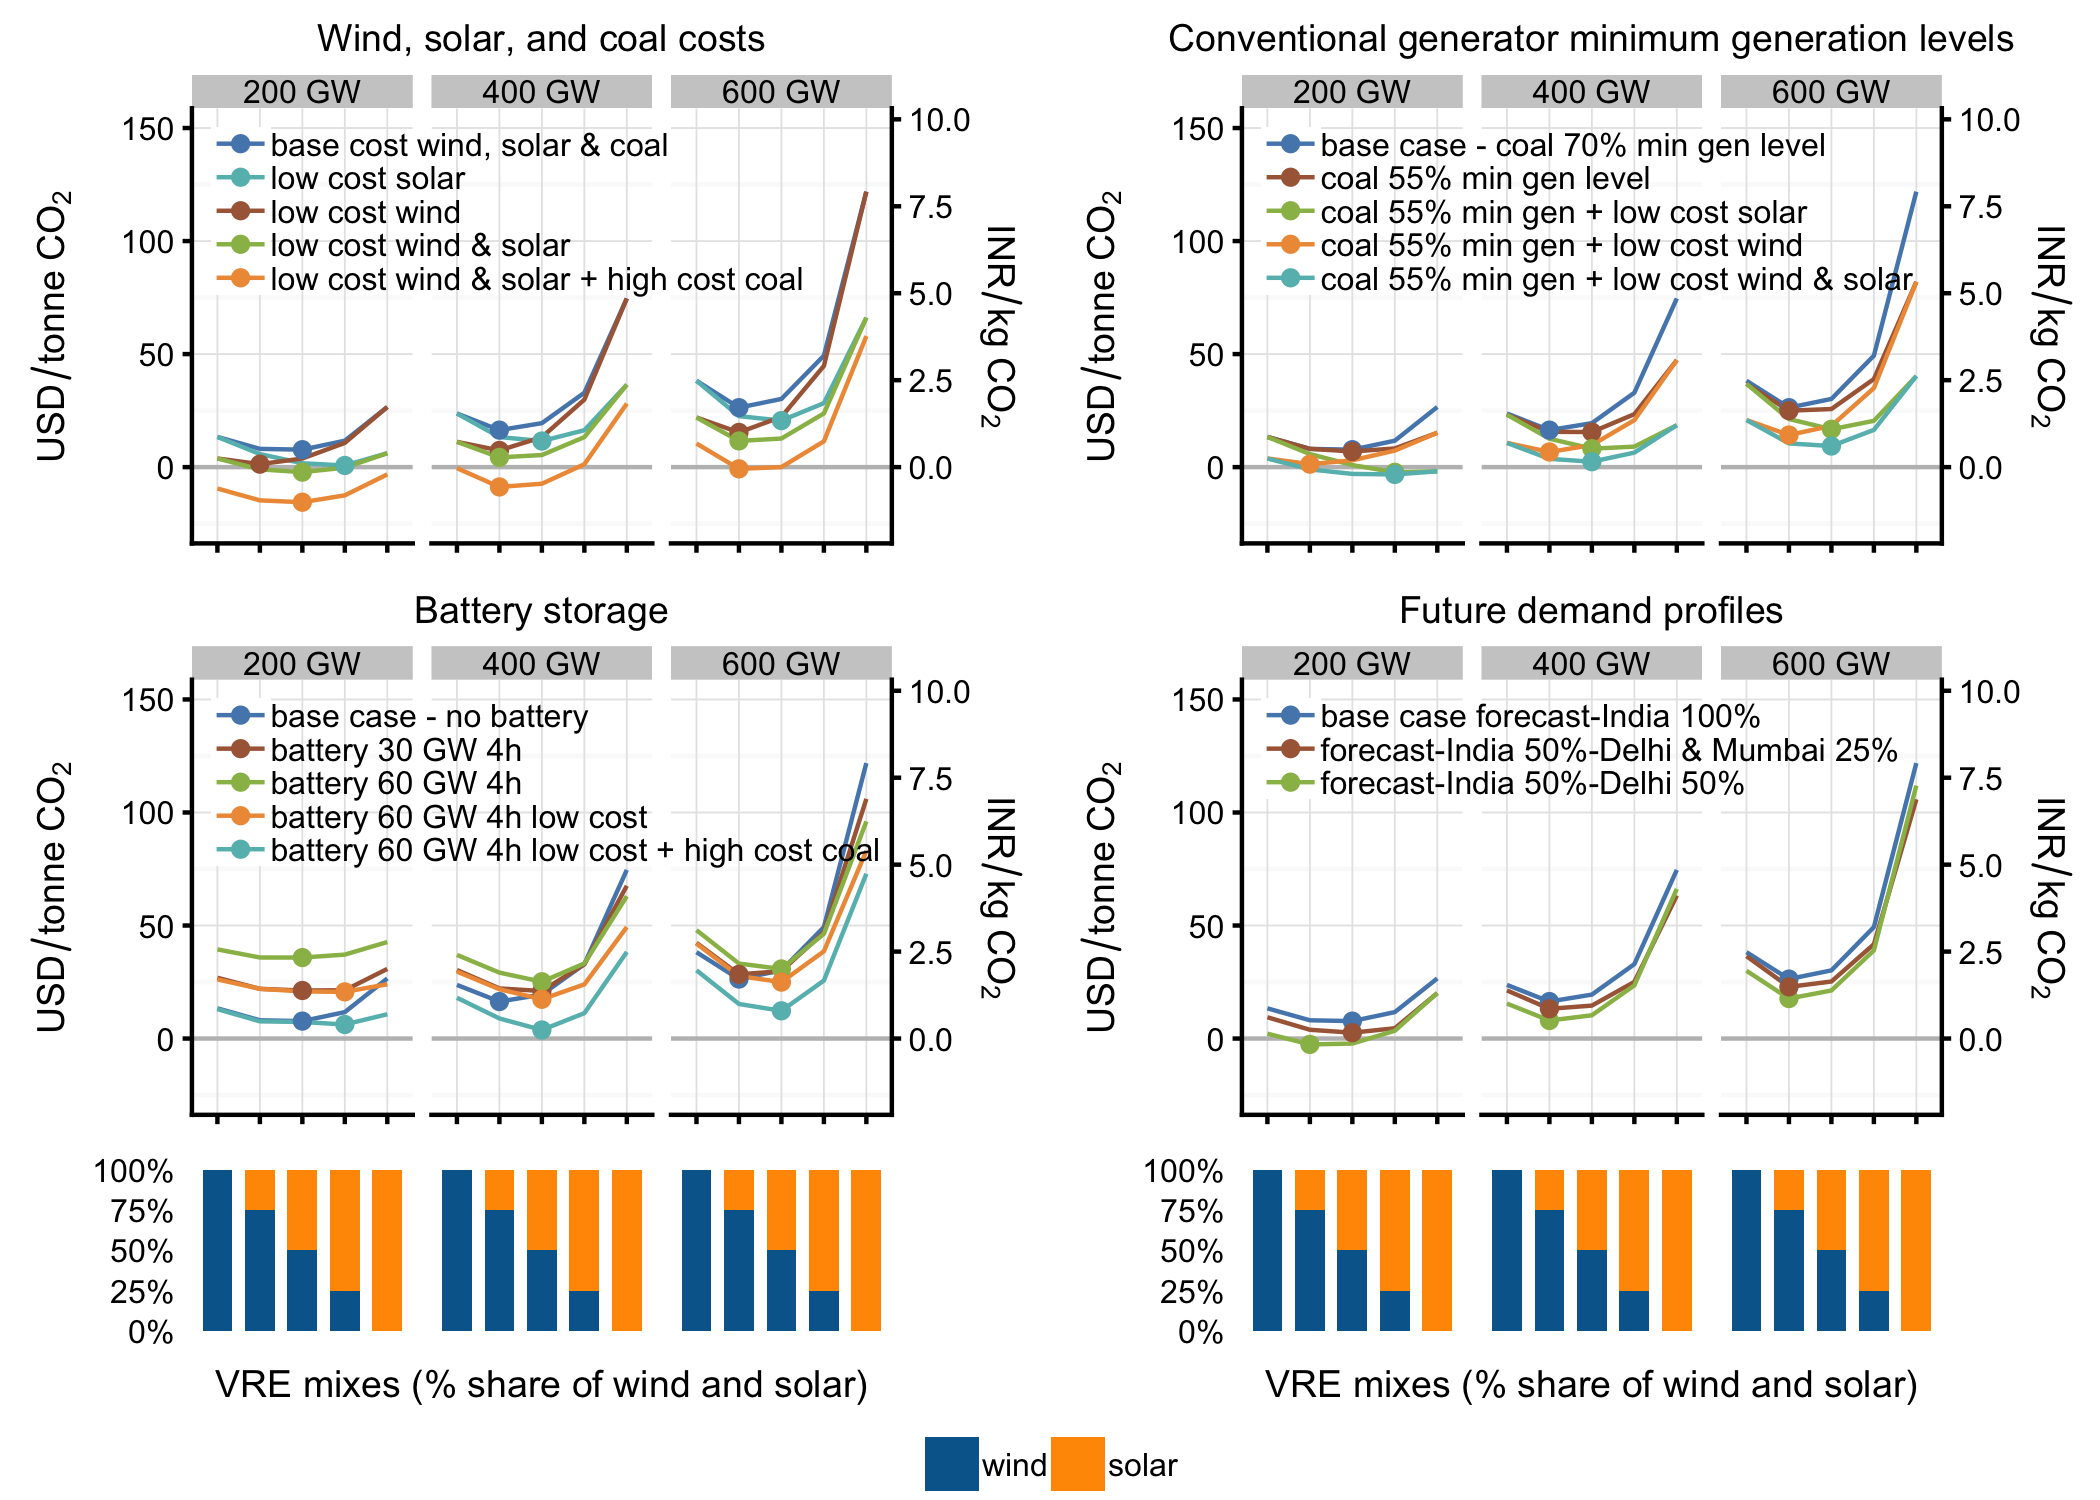 Wind, solar, and coal costs
200 GW 400 GW 600 GW
150
100
50
0
USD/tonne CO₂
10.0
7.5
5.0
2.5
0.0
INR/kg CO₂
base cost wind, solar & coal
low cost solar
low cost wind
low cost wind & solar
low cost wind & solar + high cost coal
Conventional generator minimum generation levels
200 GW 400 GW 600 GW
150
100
50
0
USD/tonne CO₂
10.0
7.5
5.0
2.5
0.0
INR/kg CO₂
base case - coal 70% min gen level
coal 55% min gen level
coal 55% min gen + low cost solar
coal 55% min gen + low cost wind
coal 55% min gen + low cost wind & solar
Battery storage
200 GW 400 GW 600 GW
150
100
50
0
USD/tonne CO₂
10.0
7.5
5.0
2.5
0.0
INR/kg CO₂
base case - no battery
battery 30 GW 4h
battery 60 GW 4h
battery 60 GW 4h low cost
battery 60 GW 4h low cost + high cost coal
Future demand profiles
200 GW 400 GW 600 GW
150
100
50
0
USD/tonne CO₂
10.0
7.5
5.0
2.5
0.0
INR/kg CO₂
base case forecast-India 100%
forecast-India 50%-Delhi & Mumbai 25%
forecast-India 50%-Delhi 50%
100%
75%
50%
25%
0%
VRE mixes (% share of wind and solar)
100%
75%
50%
25%
0%
VRE mixes (% share of wind and solar)
wind solar